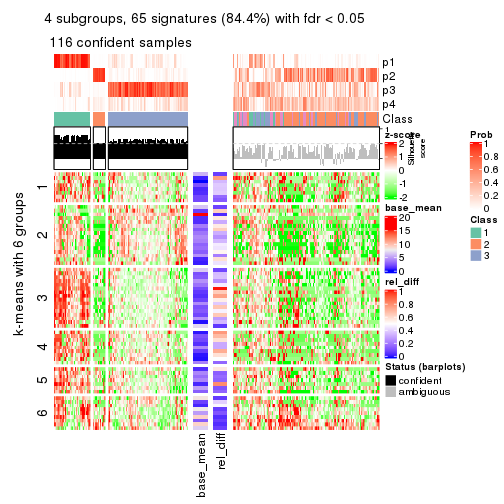 4 subgroups, 65 signatures (84.4%) with fdr < 0.05
116 confident samples
p1
p2
p3
p4
Class
z-score
2
1
0
-1
-2
1
Silhouette
score
Prob
1
0.8
0.6
0.4
0.2
0
base_mean
20
15
10
5
0
Class
1
2
3
rel_diff
1
0.8
0.6
0.4
0.2
0
Status (barplots)
confident
ambiguous
k-means with 6 groups
1
2
3
4
5
6
base_mean
rel_diff